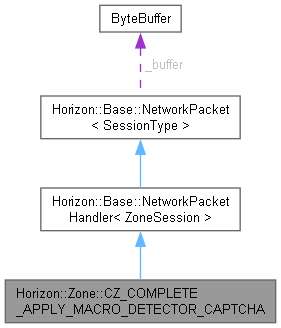 ByteBuffer
_buffer
Horizon::Base::NetworkPacket
< SessionType >
Horizon::Base::NetworkPacket
Handler< ZoneSession >
Horizon::Zone::CZ_COMPLETE
_APPLY_MACRO_DETECTOR_CAPTCHA